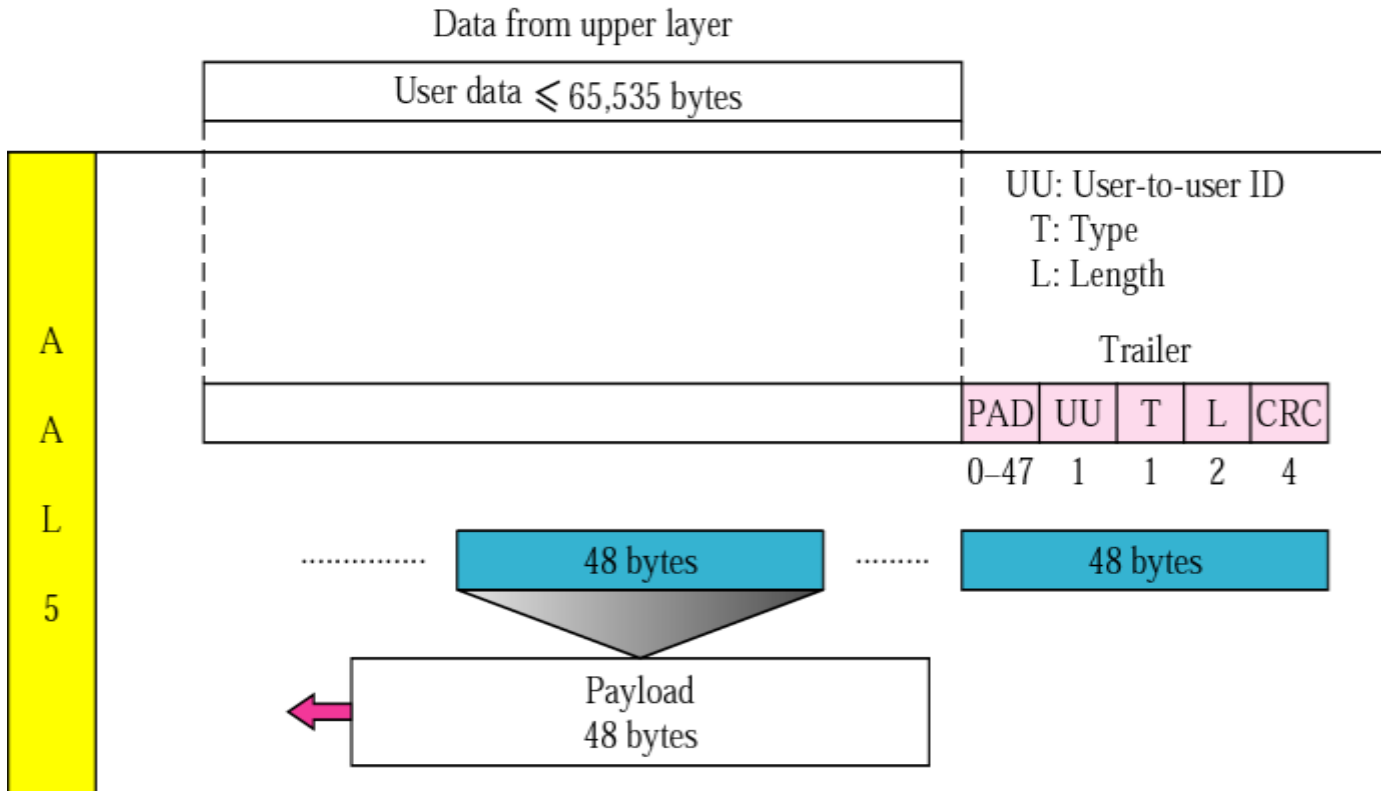 Data from upper layer
User data ⩽ 65,535 bytes
UU: User-to-user ID
T: Type
L: Length
A
A
L
5
Trailer
PAD UU T L CRC
0–47 1 1 2 4
48 bytes
48 bytes
Payload
48 bytes